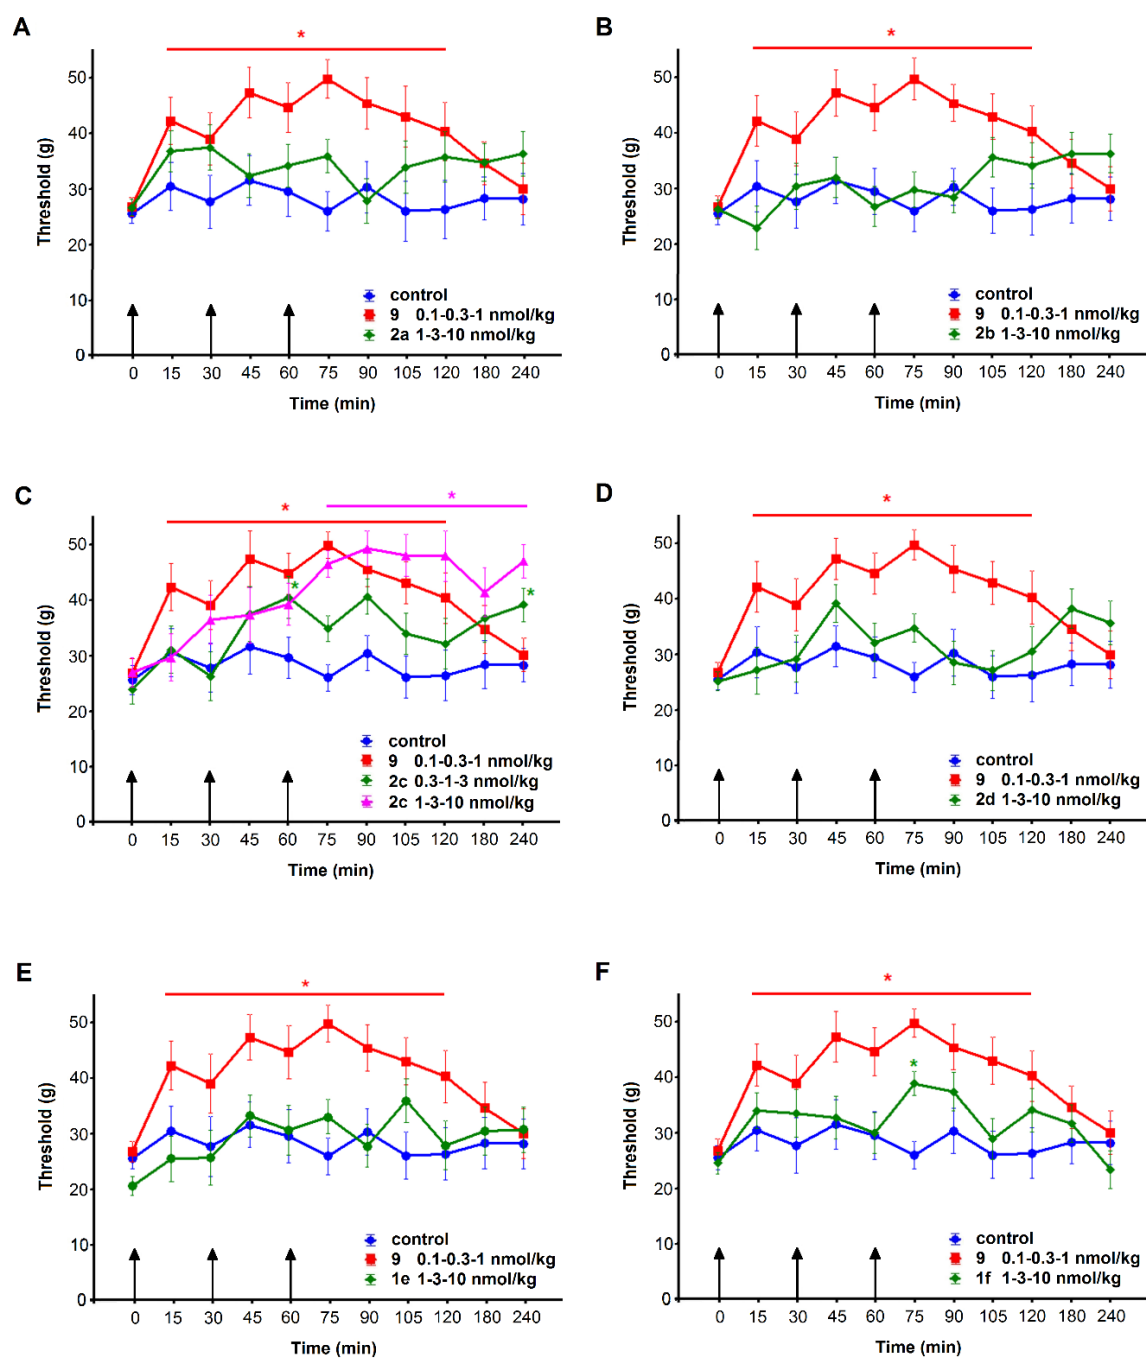 A
*
Threshold (g)
50
40
30
20
10
0
control
9 0.1-0.3-1 nmol/kg
2a 1-3-10 nmol/kg
0 15 30 45 60 75 90 105 120 180 240
Time (min)
B
*
Threshold (g)
50
40
30
20
10
0
control
9 0.1-0.3-1 nmol/kg
2b 1-3-10 nmol/kg
0 15 30 45 60 75 90 105 120 180 240
Time (min)
C
*
*
*
*
Threshold (g)
50
40
30
20
10
0
control
9 0.1-0.3-1 nmol/kg
2c 0.3-1-3 nmol/kg
2c 1-3-10 nmol/kg
0 15 30 45 60 75 90 105 120 180 240
Time (min)
D
*
Threshold (g)
50
40
30
20
10
0
control
9 0.1-0.3-1 nmol/kg
2d 1-3-10 nmol/kg
0 15 30 45 60 75 90 105 120 180 240
Time (min)
E
*
Threshold (g)
50
40
30
20
10
0
control
9 0.1-0.3-1 nmol/kg
1e 1-3-10 nmol/kg
0 15 30 45 60 75 90 105 120 180 240
Time (min)
F
*
*
Threshold (g)
50
40
30
20
10
0
control
9 0.1-0.3-1 nmol/kg
1f 1-3-10 nmol/kg
0 15 30 45 60 75 90 105 120 180 240
Time (min)